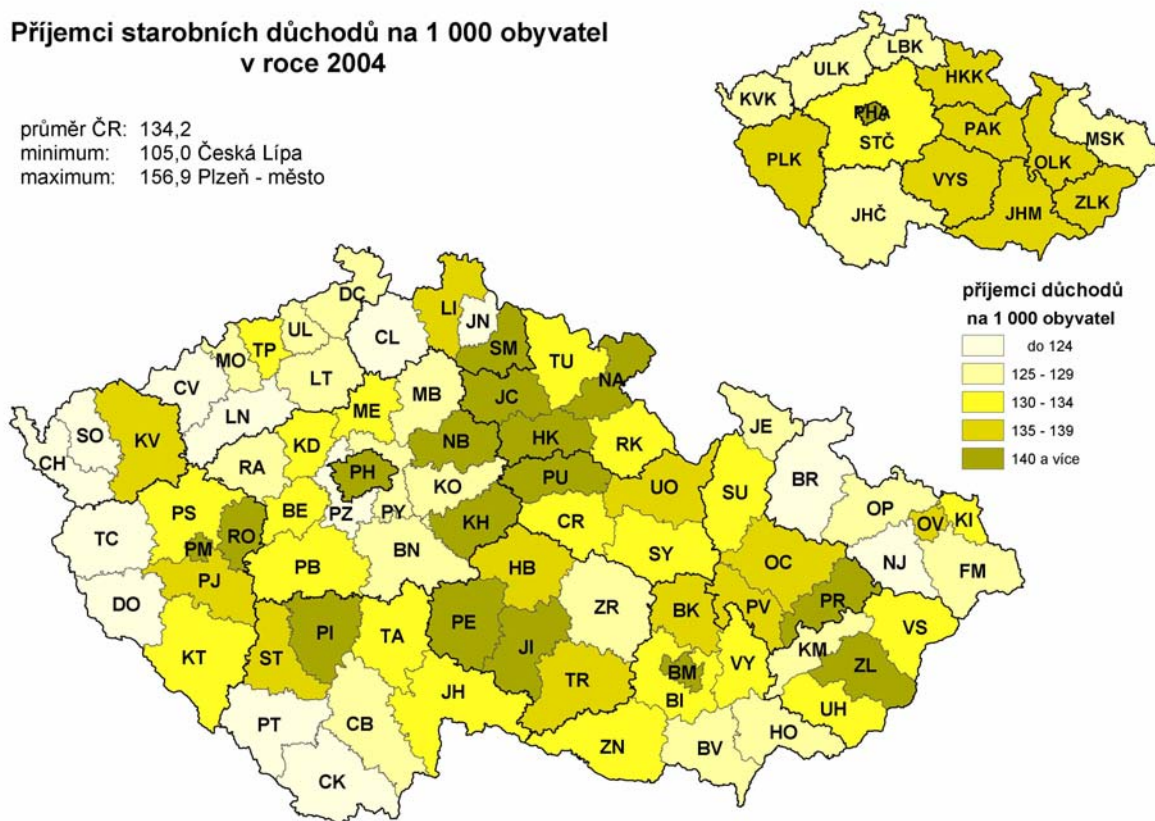 Příjemci starobních důchodů na 1 000 obyvatel
v roce 2004
průměr ČR: 134,2
minimum: 105,0 Česká Lípa
maximum: 156,9 Plzeň - město
LBK
ULK
HKK
KVK
PHA
PAK
MSK
STČ
PLK
OLK
VYS
ZLK
JHČ
JHM
příjemci důchodů
na 1 000 obyvatel
do 124
125 - 129
130 - 134
135 - 139
140 a více
DC
LI
JN
UL
CL
TP
SM
TU
MO
NA
CV
LT
MB
JC
LN
ME
SO
KV
KD
NB
HK
RK
JE
CH
RA
PH
KO
PU
UO
SU
BR
PS
BE
PZ
PY
KH
CR
OP
OV
KI
TC
RO
PM
BN
SY
PB
HB
OC
NJ
FM
PJ
DO
ZR
BK
PV
PR
PI
TA
PE
VS
KT
ST
JI
KM
ZL
TR
BM
VY
JH
BI
UH
PT
CB
ZN
BV
HO
CK